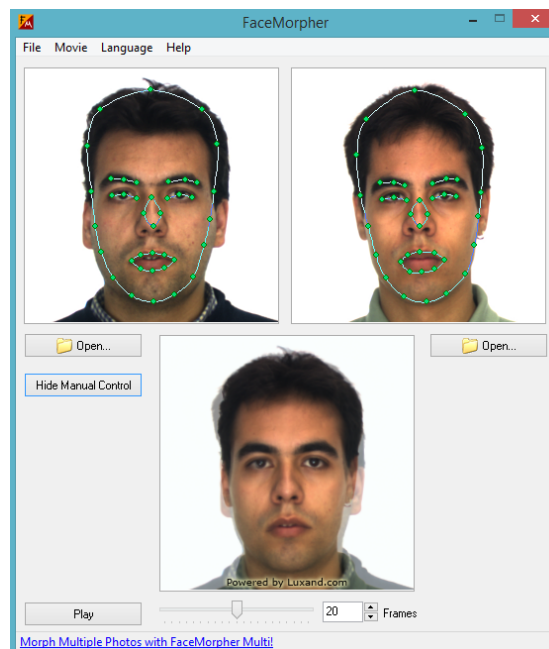 FM
FaceMorpher
File Movie Language Help
Open...
Open...
Hide Manual Control
Powered by Luxand.com
Play
20
Frames
Morph Multiple Photos with FaceMorpher Multi!